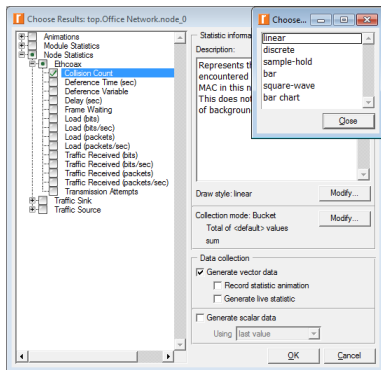 Choose Results: top.Office Network.node_0
Animations
Module Statistics
Node Statistics
Ethcoax
Collision Count
Deference Time (sec)
Deference Variable
Delay (sec)
Frame Waiting
Load (bits)
Load (bits/sec)
Load (packets)
Load (packets/sec)
Traffic Received (bits)
Traffic Received (bits/sec)
Traffic Received (packets)
Traffic Received (packets/sec)
Transmission Attempts
Traffic Sink
Traffic Source
Statistic informa
Description:
Represents th
encountered
MAC in this n
This does not
of backgroun
Draw style: linear
Modify...
Collection mode: Bucket
Modify...
Total of <default> values
sum
Data collection
Generate vector data
Record statistic animation
Generate live statistic
Generate scalar data
Using
last value
OK
Cancel
Choose...
linear
discrete
sample-hold
bar
square-wave
bar chart
Close